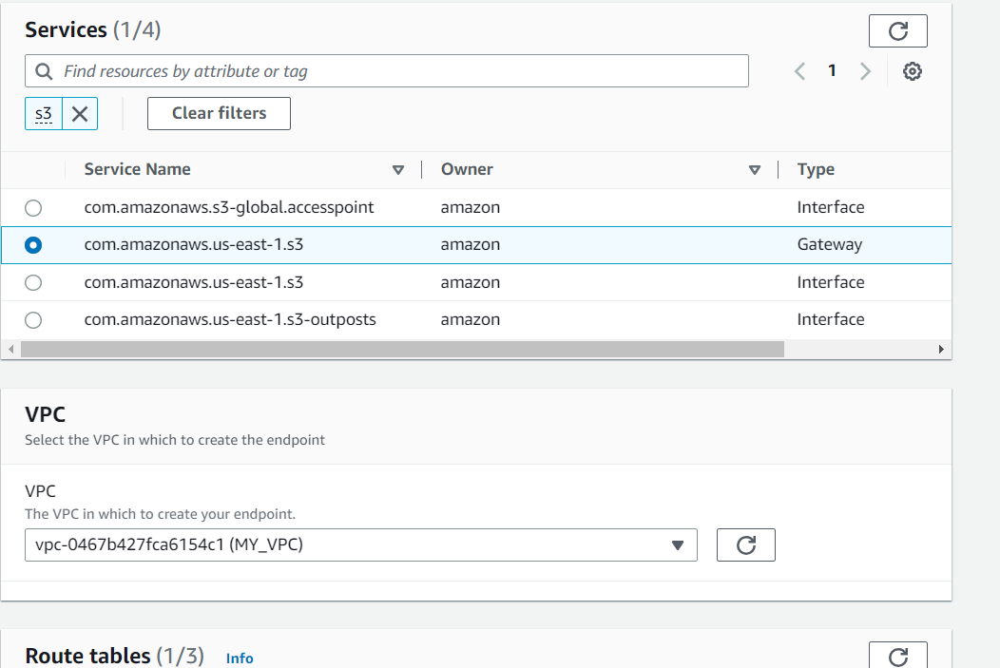 Services (1/4)
Find resources by attribute or tag
1
s3
Clear filters
Service Name Owner Type
com.amazonaws.s3-global.accesspoint amazon Interface
com.amazonaws.us-east-1.s3 amazon Gateway
com.amazonaws.us-east-1.s3 amazon Interface
com.amazonaws.us-east-1.s3-outposts amazon Interface
VPC
Select the VPC in which to create the endpoint
VPC
The VPC in which to create your endpoint.
vpc-0467b427fca6154c1 (MY_VPC)
Route tables (1/3) Info